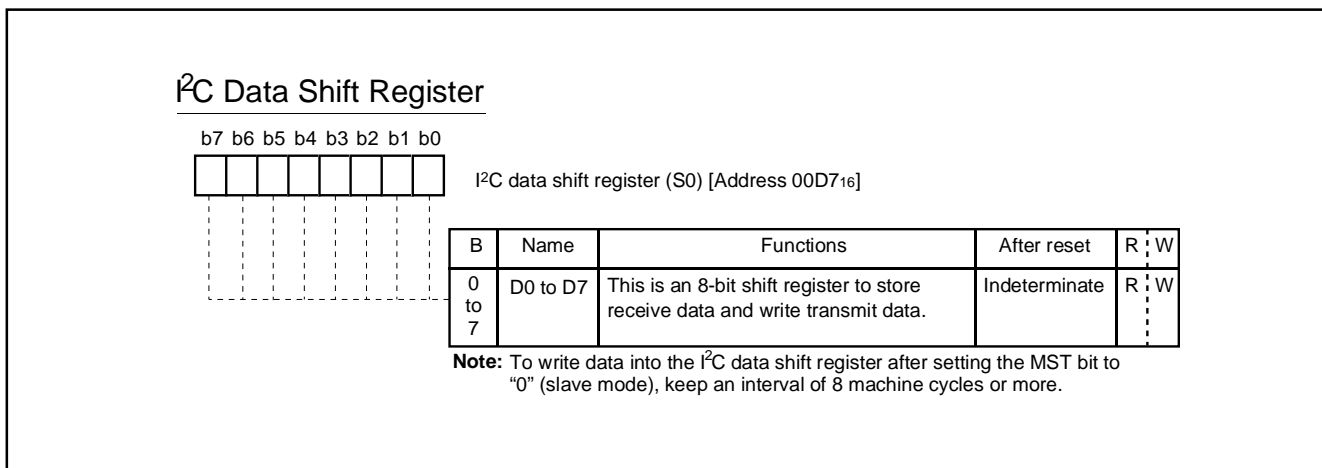 I²C Data Shift Register
b7 b6 b5 b4 b3 b2 b1 b0
I²C data shift register (S0) [Address 00D7₁₆]
B Name Functions After reset R W
0 to 7 D0 to D7 This is an 8-bit shift register to store Indeterminate R W
receive data and write transmit data.
Note: To write data into the I²C data shift register after setting the MST bit to
“0” (slave mode), keep an interval of 8 machine cycles or more.